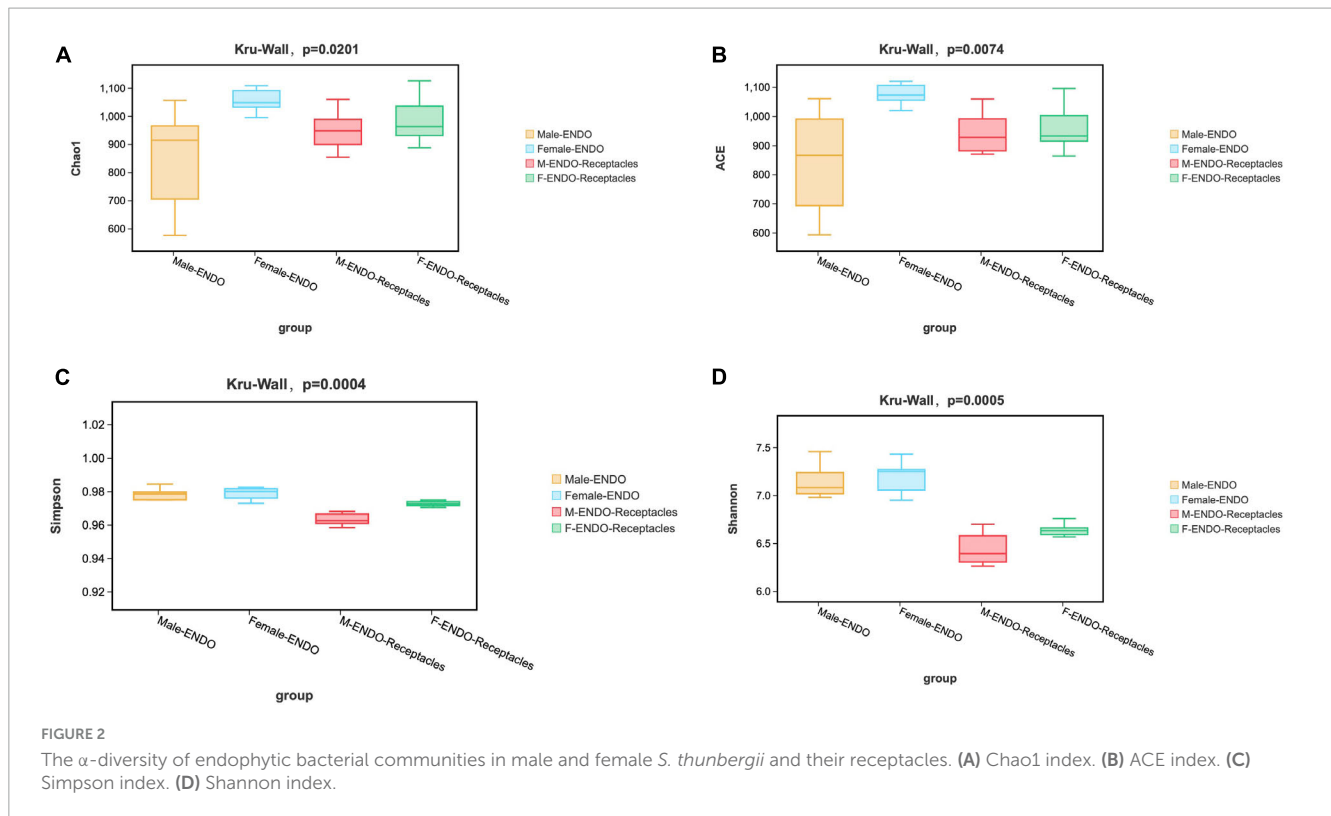 A
Kru-Wall, p=0.0201
Chao1
1,100
1,000
900
800
700
600
Male-ENDO
Female-ENDO
M-ENDO-Receptacles
F-ENDO-Receptacles
group
Male-ENDO
Female-ENDO
M-ENDO-Receptacles
F-ENDO-Receptacles
B
Kru-Wall, p=0.0074
ACE
1,100
1,000
900
800
700
600
Male-ENDO
Female-ENDO
M-ENDO-Receptacles
F-ENDO-Receptacles
group
Male-ENDO
Female-ENDO
M-ENDO-Receptacles
F-ENDO-Receptacles
C
Kru-Wall, p=0.0004
Simpson
1.02
1.00
0.98
0.96
0.94
0.92
Male-ENDO
Female-ENDO
M-ENDO-Receptacles
F-ENDO-Receptacles
group
Male-ENDO
Female-ENDO
M-ENDO-Receptacles
F-ENDO-Receptacles
D
Kru-Wall, p=0.0005
Shannon
7.5
7.0
6.5
6.0
Male-ENDO
Female-ENDO
M-ENDO-Receptacles
F-ENDO-Receptacles
group
Male-ENDO
Female-ENDO
M-ENDO-Receptacles
F-ENDO-Receptacles
FIGURE 2
The α-diversity of endophytic bacterial communities in male and female S. thunbergii and their receptacles. (A) Chao1 index. (B) ACE index. (C)
Simpson index. (D) Shannon index.